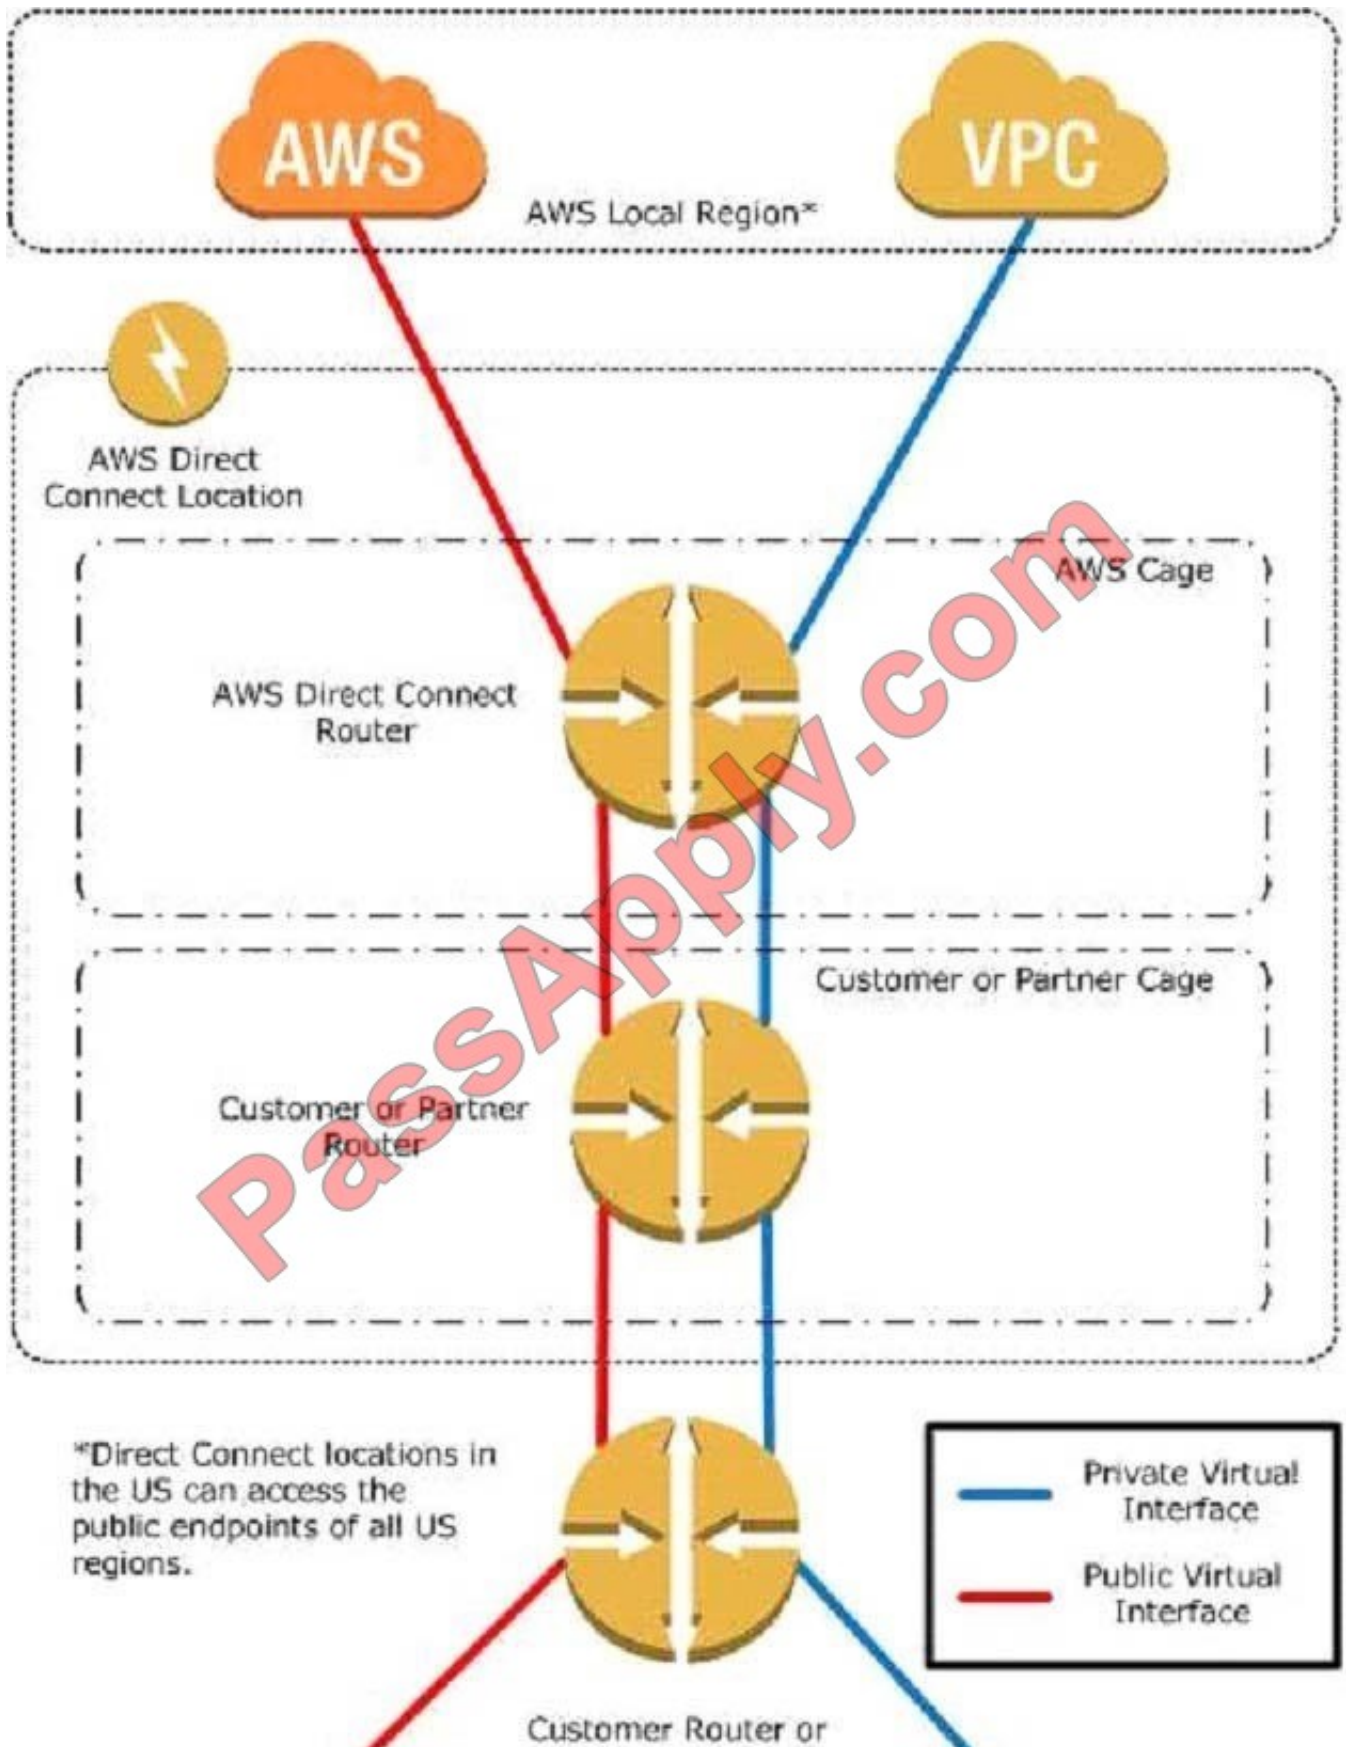 AWS
VPC
AWS Local Region*
AWS Direct
Connect Location
AWS Cage
AWS Direct Connect
Router
Customer or Partner Cage
Customer or Partner
Router
PassApply.com
*Direct Connect locations in
the US can access the
public endpoints of all US
regions.
Private Virtual
Interface
Public Virtual
Interface
Customer Router or